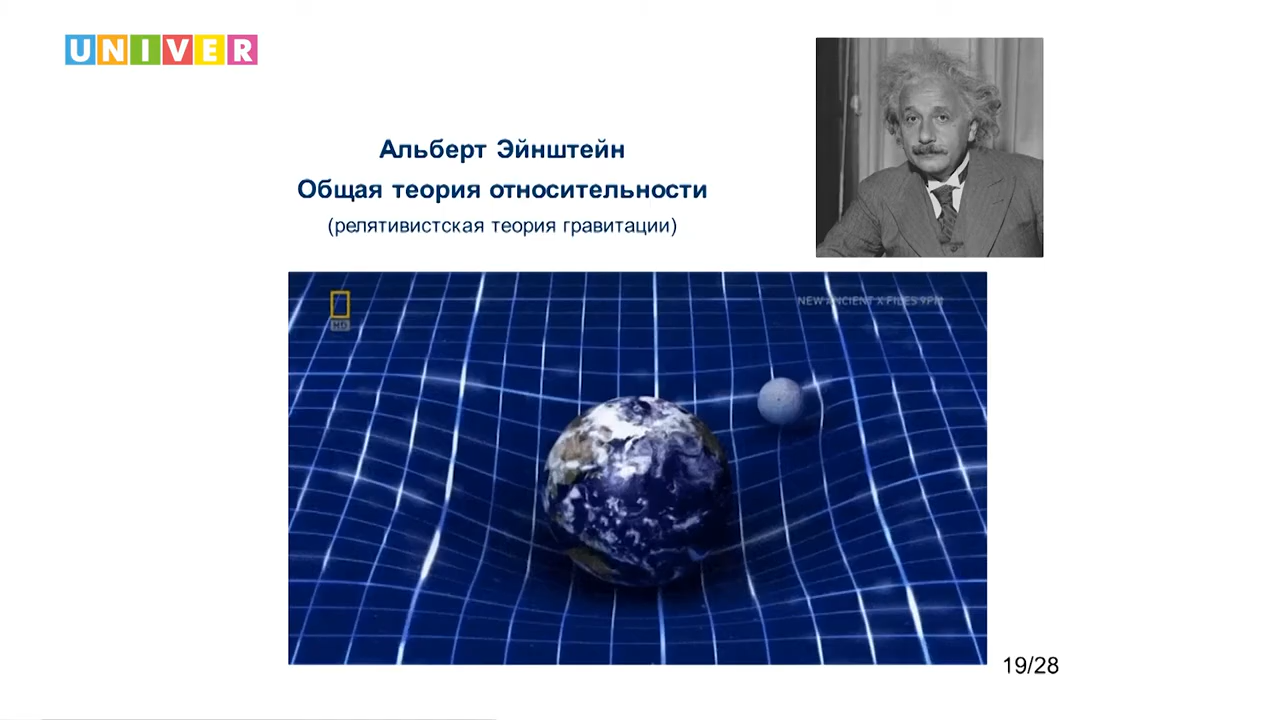 UNIVER
Альберт Эйнштейн
Общая теория относительности
(релятивистская теория гравитации)
HD
NEW ANCIENT X FILES 9PM
19/28